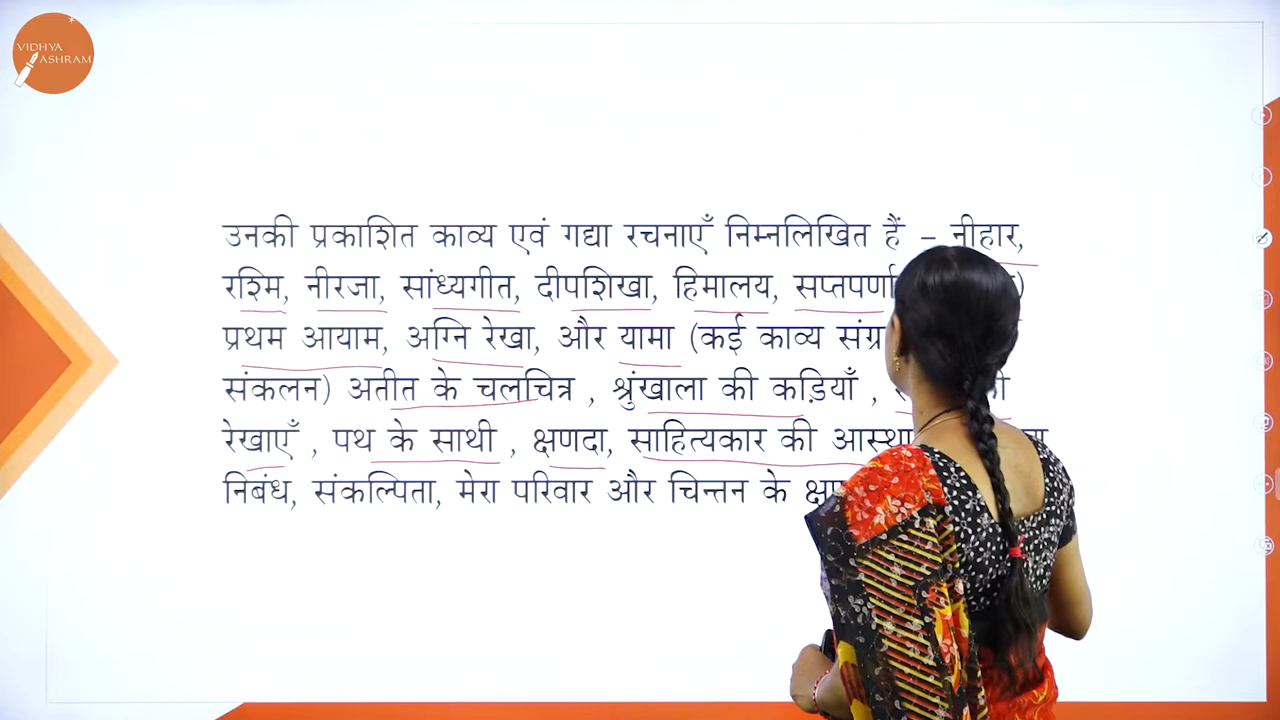 VIDHYA
ASHRAM
उनकी प्रकाशित काव्य एवं गद्या रचनाएँ निम्नलिखित हैं – नीहार,
रश्मि, नीरजा, सांध्यगीत, दीपशिखा, हिमालय, सप्तपर्णा )
प्रथम आयाम, अग्नि रेखा, और यामा (कई काव्य
संकलन) अतीत के चलचित्र , श्रुंखाला की कड़ियाँ ,
रेखाएँ , पथ के साथी , क्षणदा, साहित्यकार की
निबंध, संकल्पिता, मेरा परिवार और चिन्तन के